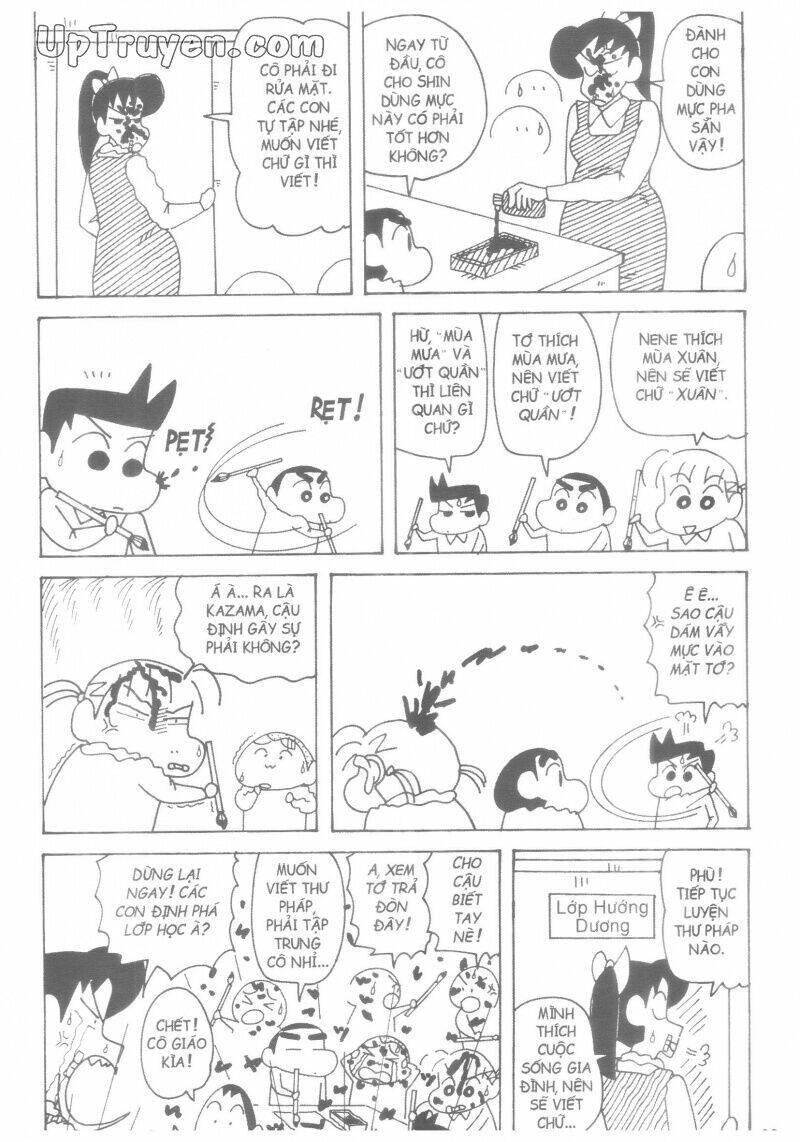 UpTruyen.com
CÔ PHẢI ĐI
RỬA MẶT.
CÁC CON
TỰ TẬP NHÉ,
MUỐN VIẾT
CHỮ GÌ THÌ
VIẾT!
NGAY TỪ
ĐẦU, CÔ
CHO SHIN
DÙNG MỰC
NÀY CÓ PHẢI
TỐT HƠN
KHÔNG?
ĐÀNH
CHO
CON
DÙNG
MỰC PHA
SẴN
VẬY!
PẸT!
RẸT!
HỪ, "MÙA
MƯA" VÀ
"ƯỚT QUẦN"
THÌ LIÊN
QUAN GÌ
CHỨ?
TỚ THÍCH
MÙA MƯA,
NÊN VIẾT
CHỮ "ƯỚT
QUẦN"!
NENE THÍCH
MÙA XUÂN,
NÊN SẼ VIẾT
CHỮ "XUÂN".
Á À... RA LÀ
KAZAMA, CẬU
ĐỊNH GÂY SỰ
PHẢI KHÔNG?
Ê Ê...
SAO CẬU
DÁM VẨY
MỰC VÀO
MẶT TỚ?
DỪNG LẠI
NGAY! CÁC
CON ĐỊNH PHÁ
LỚP HỌC À?
CHẾT!
CÔ GIÁO
KÌA!
MUỐN
VIẾT THƯ
PHÁP,
PHẢI TẬP
TRUNG
CÔ NHỈ...
A, XEM
TỚ TRẢ
ĐÒN
ĐÂY!
CHO
CẬU
BIẾT
TAY
NÈ!
Lớp Hướng
Dương
PHÙ!
TIẾP TỤC
LUYỆN
THƯ PHÁP
NÀO.
MÌNH
THÍCH
CUỘC
SỐNG GIA
ĐÌNH, NÊN
SẼ VIẾT
CHỮ...